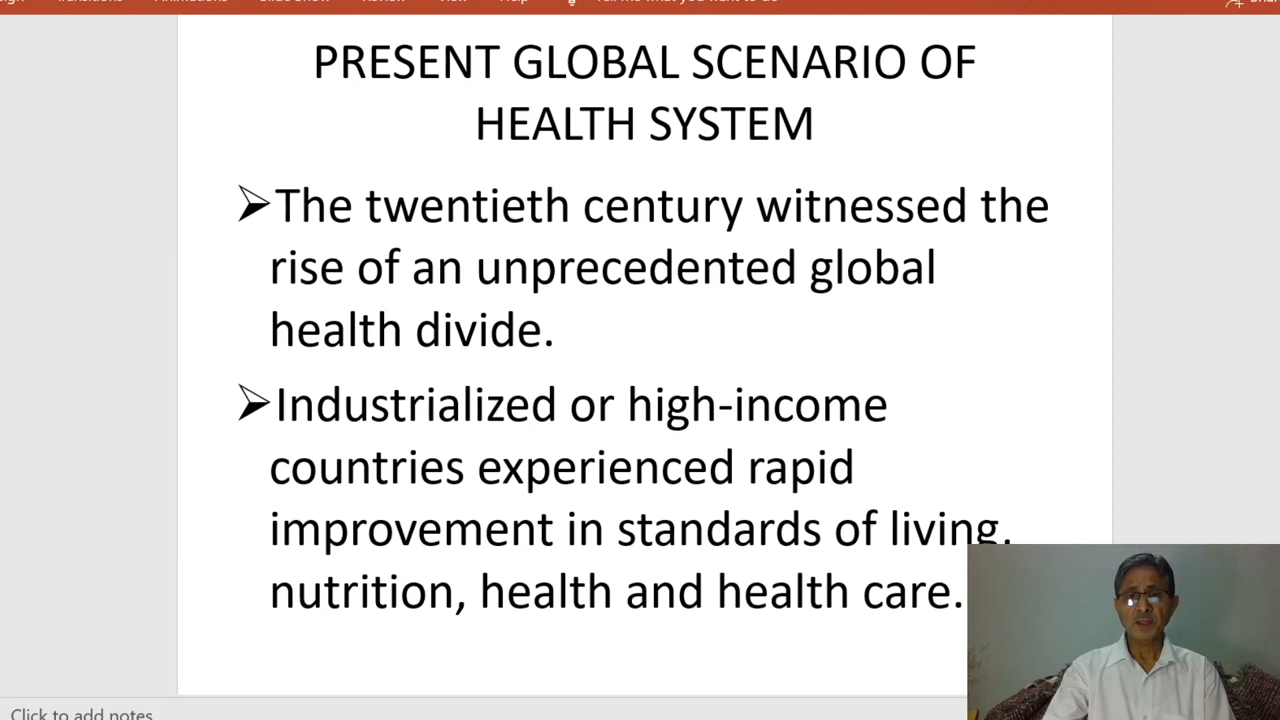 PRESENT GLOBAL SCENARIO OF
HEALTH SYSTEM
➢The twentieth century witnessed the
rise of an unprecedented global
health divide.
➢Industrialized or high-income
countries experienced rapid
improvement in standards of living,
nutrition, health and health care.
Click to add notes